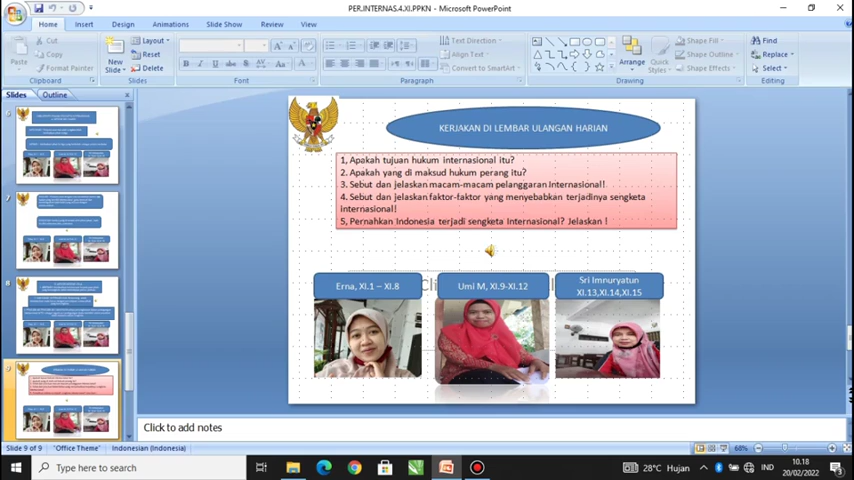 PER.INTERNAS.4.XI.PPKN - Microsoft PowerPoint
Home Insert Design Animations Slide Show Review View
Cut
Copy
Format Painter
Paste
Clipboard
New
Slide
Layout
Reset
Delete
Slides
Font
Text Direction
Align Text
Convert to SmartArt
Paragraph
Arrange
Quick
Styles
Shape Fill
Shape Outline
Shape Effects
Drawing
Find
Replace
Select
Editing
Slides Outline
KERJAKAN DI LEMBAR ULANGAN HARIAN
1, Apakah tujuan hukum internasional itu?
2. Apakah yang di maksud hukum perang itu?
3. Sebut dan jelaskan macam-macam pelanggaran Internasional!
4. Sebut dan jelaskan faktor-faktor yang menyebabkan terjadinya sengketa
internasional!
5, Pernahkan Indonesia terjadi sengketa Internasional? Jelaskan !
Erna, XI.1 – XI.8
Umi M, XI.9-XI.12
Sri Imnuryatun
XI.13,XI.14,XI.15
Click to add notes
Slide 9 of 9 "Office Theme" Indonesian (Indonesia) 68%
Type here to search
28°C Hujan
IND
10.18
20/02/2022